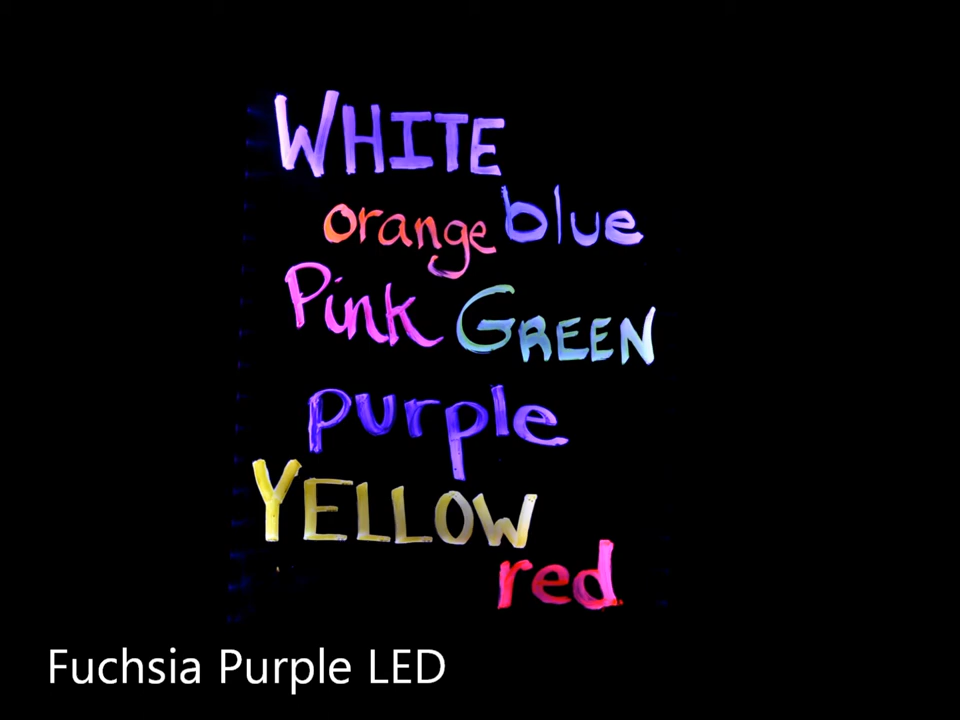 WHITE
orange blue
Pink GREEN
purple
YELLOW
red
Fuchsia Purple LED